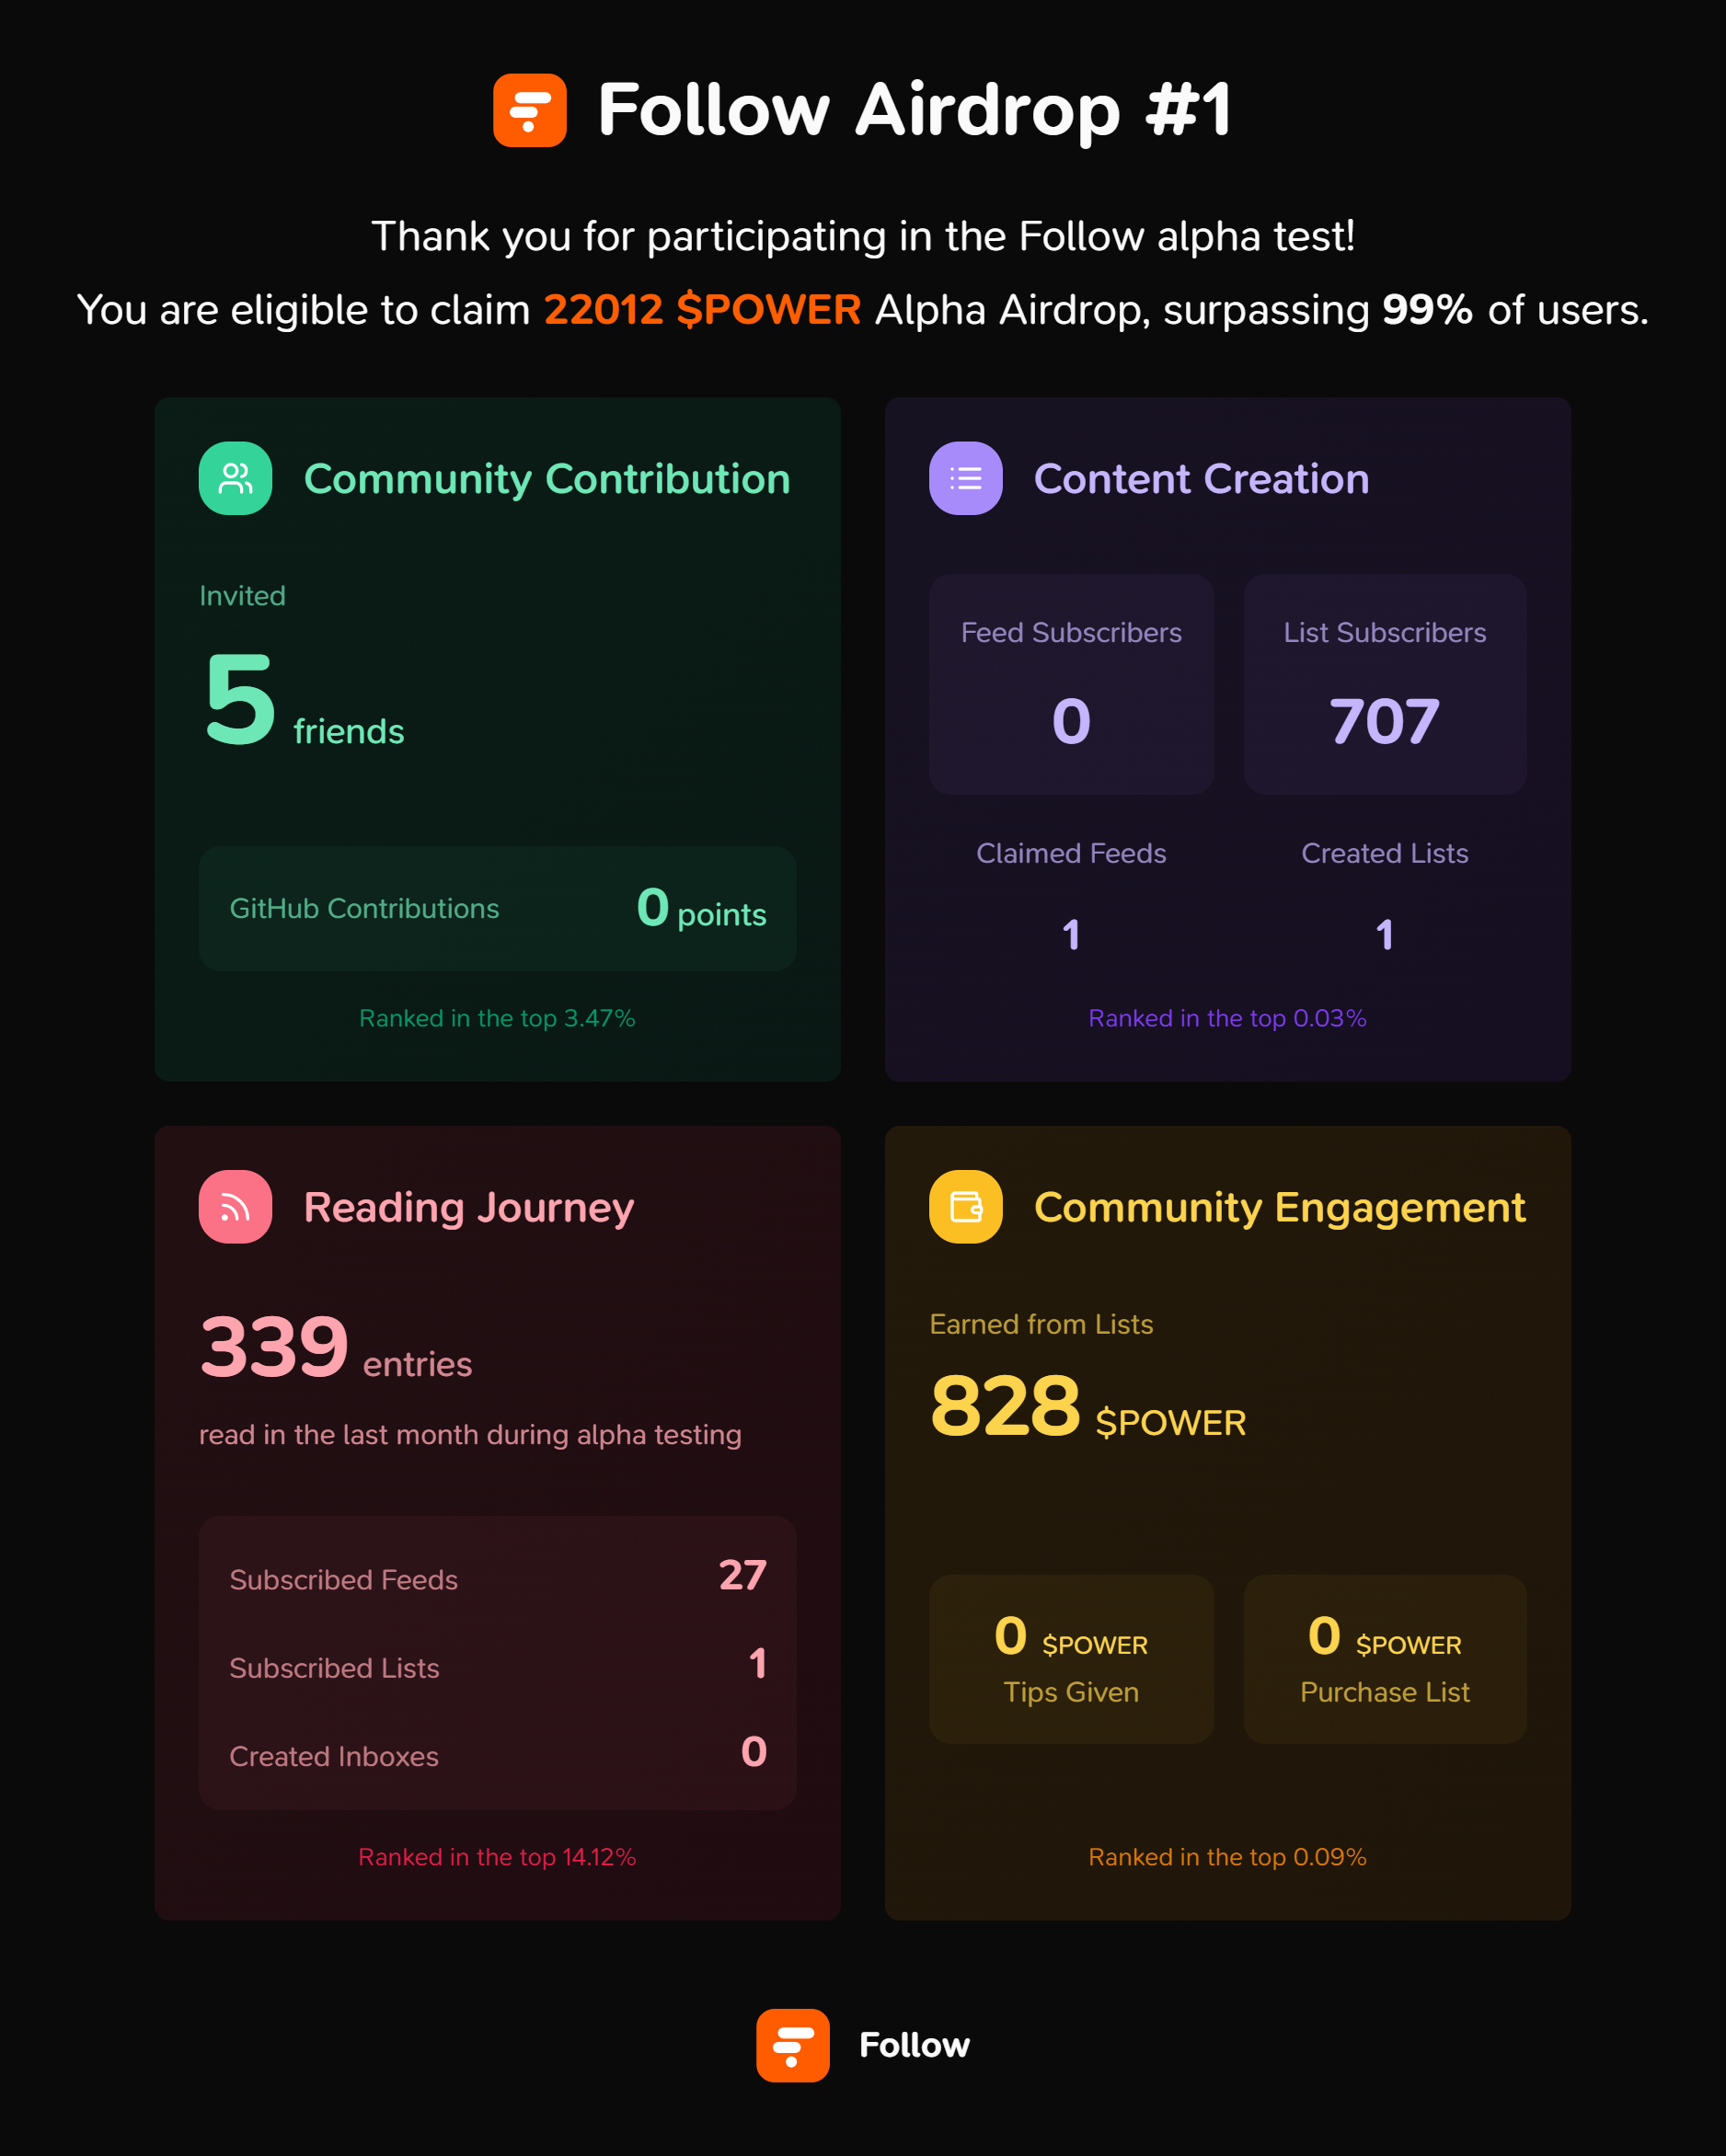 Follow Airdrop #1
Thank you for participating in the Follow alpha test!
You are eligible to claim 22012 $POWER Alpha Airdrop, surpassing 99% of users.
Community Contribution
Invited
5 friends
GitHub Contributions 0 points
Ranked in the top 3.47%
Content Creation
Feed Subscribers
0
List Subscribers
707
Claimed Feeds
1
Created Lists
1
Ranked in the top 0.03%
Reading Journey
339 entries
read in the last month during alpha testing
Subscribed Feeds 27
Subscribed Lists 1
Created Inboxes 0
Ranked in the top 14.12%
Community Engagement
Earned from Lists
828 $POWER
0 $POWER
Tips Given
0 $POWER
Purchase List
Ranked in the top 0.09%
Follow